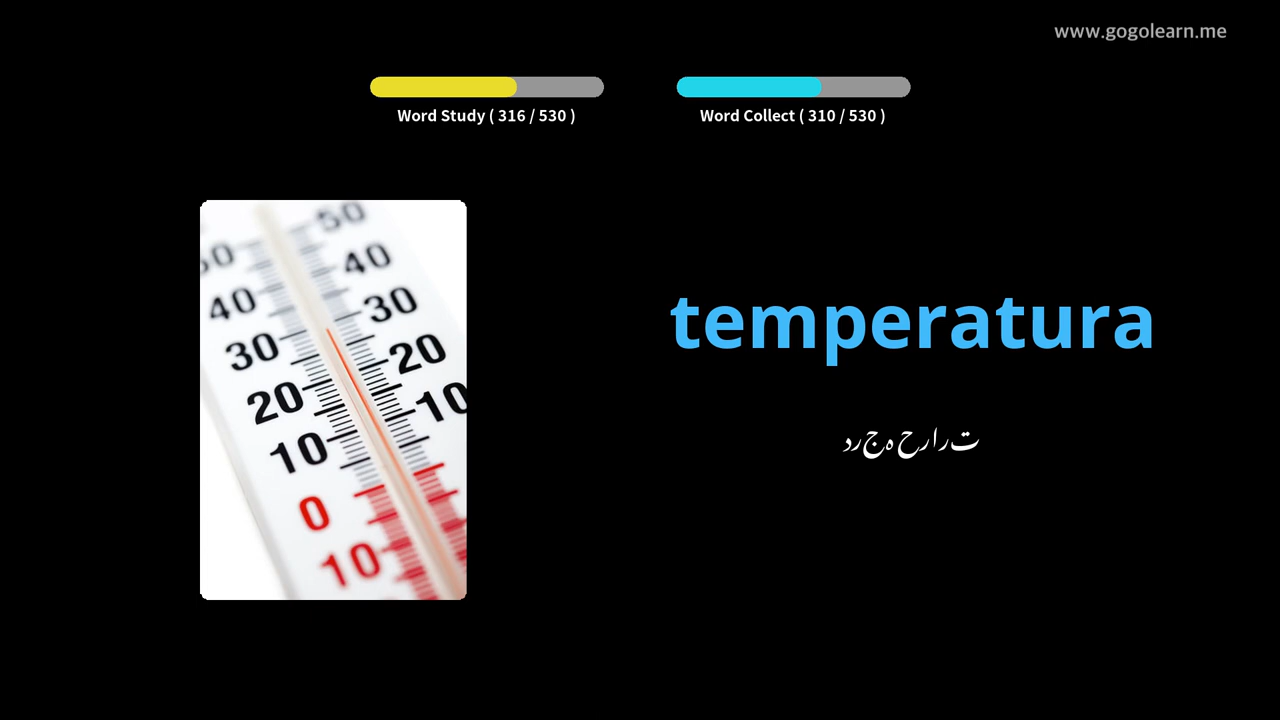 www.gogolearn.me
Word Study ( 316 / 530 )
Word Collect ( 310 / 530 )
50
50
40
40
30
30
20
20
10
10
0
10
temperatura
درجہ حرارت